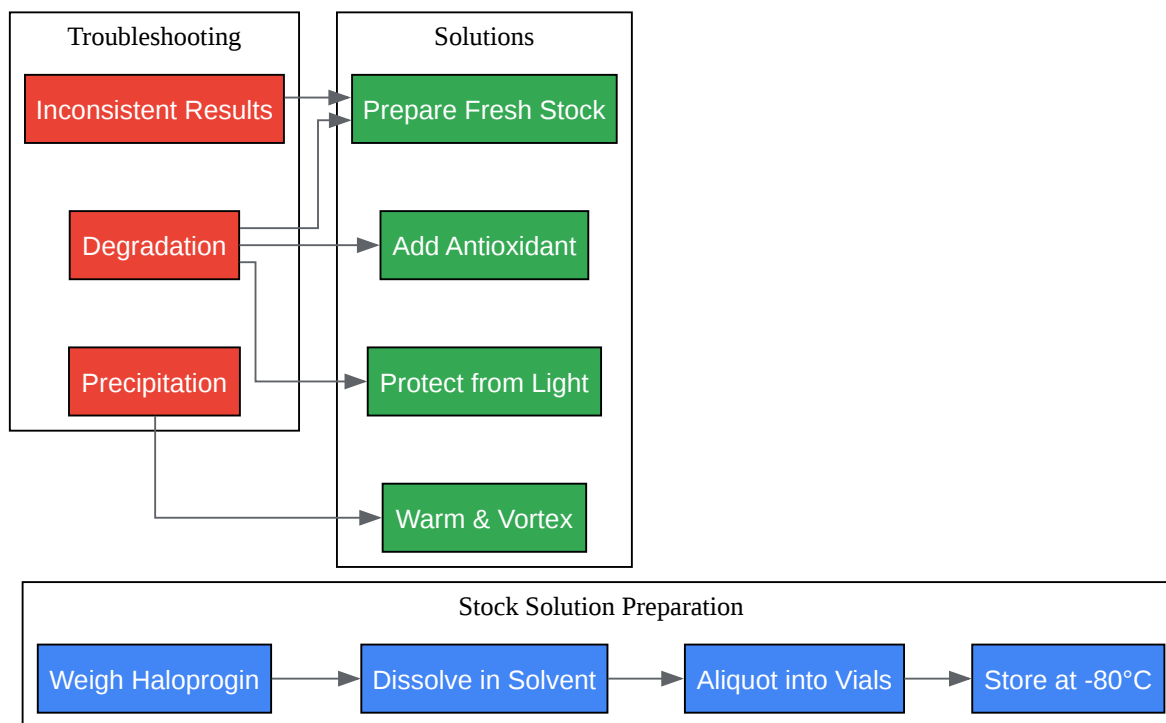 Troubleshooting
Inconsistent Results
Degradation
Precipitation
Solutions
Prepare Fresh Stock
Add Antioxidant
Protect from Light
Warm & Vortex
Stock Solution Preparation
Weigh Haloprogin
Dissolve in Solvent
Aliquot into Vials
Store at -80°C